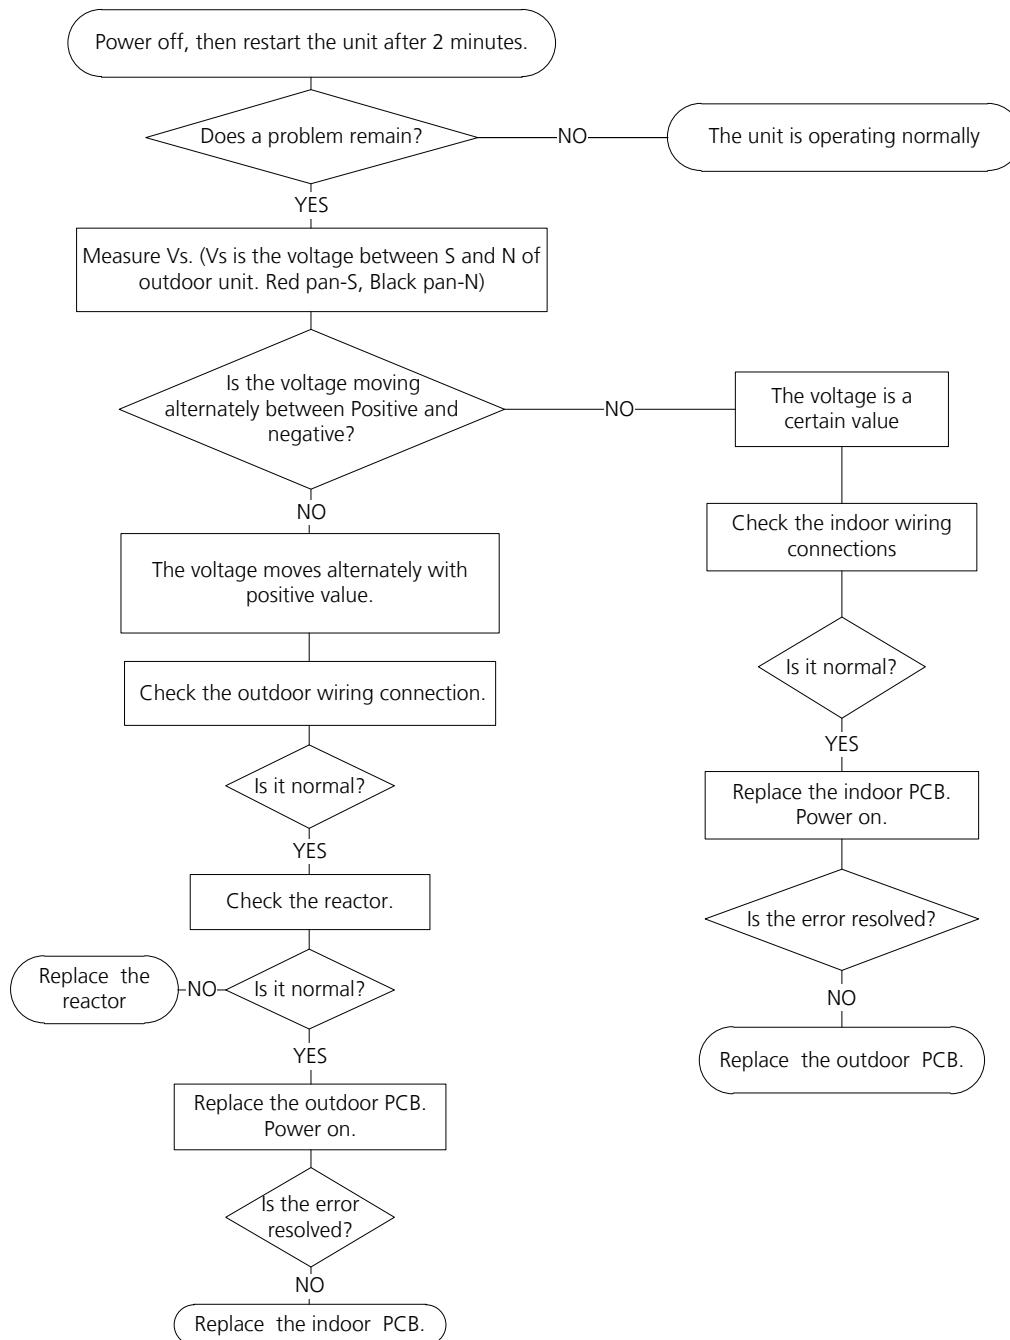 Power off, then restart the unit after 2 minutes.
Does a problem remain?
NO
The unit is operating normally
YES
Measure Vs. (Vs is the voltage between S and N of
outdoor unit. Red pan-S, Black pan-N)
Is the voltage moving
alternately between Positive and
negative?
NO
The voltage is a
certain value
NO
The voltage moves alternately with
positive value.
Check the outdoor wiring connection.
Is it normal?
YES
Check the reactor.
Is it normal?
NO
Replace the
reactor
YES
Replace the outdoor PCB.
Power on.
Is the error
resolved?
NO
Replace the indoor PCB.
Check the indoor wiring
connections
Is it normal?
YES
Replace the indoor PCB.
Power on.
Is the error resolved?
NO
Replace the outdoor PCB.